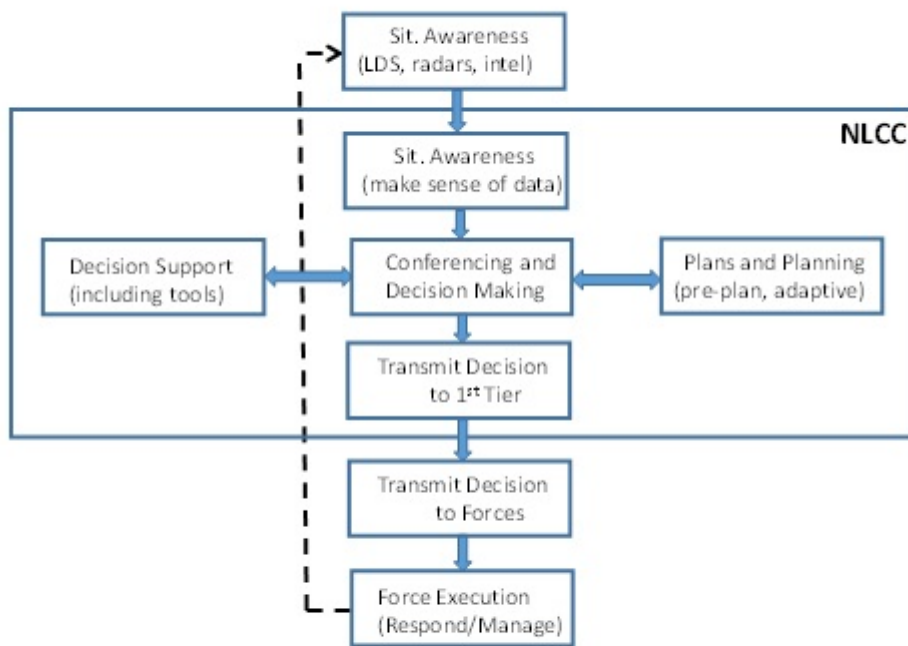 Sit. Awareness
(LDS, radars, intel)
NLCC
Sit. Awareness
(make sense of data)
Decision Support
(including tools)
Conferencing and
Decision Making
Plans and Planning
(pre-plan, adaptive)
Transmit Decision
to 1st Tier
Transmit Decision
to Forces
Force Execution
(Respond/Manage)